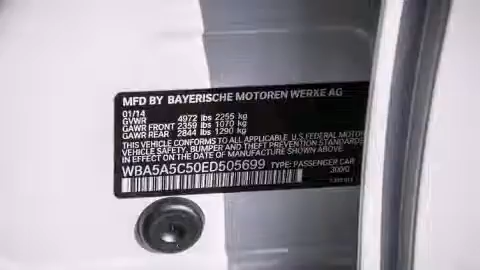 MFD BY BAYERISCHE MOTOREN WERKE AG
01/14
GVWR 4972 lbs 2255 kg
GAWR FRONT 2359 lbs 1070 kg
GAWR REAR 2844 lbs 1290 kg
THIS VEHICLE CONFORMS TO ALL APPLICABLE U.S. FEDERAL MOTOR
VEHICLE SAFETY, BUMPER AND THEFT PREVENTION STANDARDS
IN EFFECT ON THE DATE OF MANUFACTURE SHOWN ABOVE.
WBA5A5C50ED505699 TYPE: PASSENGER CAR